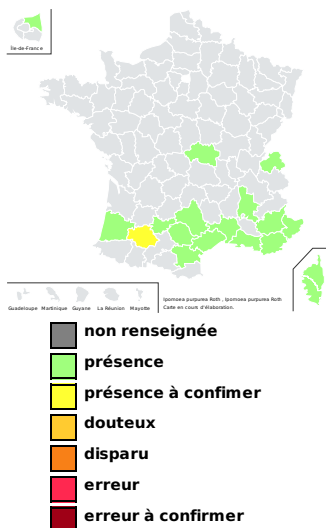 Île-de-France
Guadeloupe Martinique Guyane La Réunion Mayotte
Ipomoea purpurea Roth , Ipomoea purpurea Roth
Carte en cours d'élaboration.
non renseignée
présence
présence à confimer
douteux
disparu
erreur
erreur à confirmer